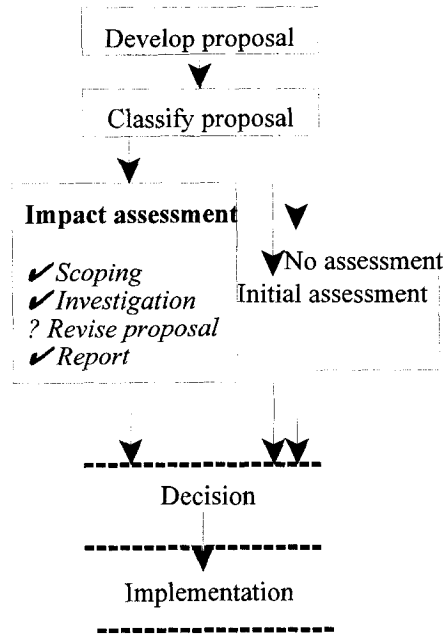 Develop proposal
Classify proposal
Impact assessment
✔ Scoping
✔ Investigation
? Revise proposal
✔ Report
No assessment
Initial assessment
Decision
Implementation